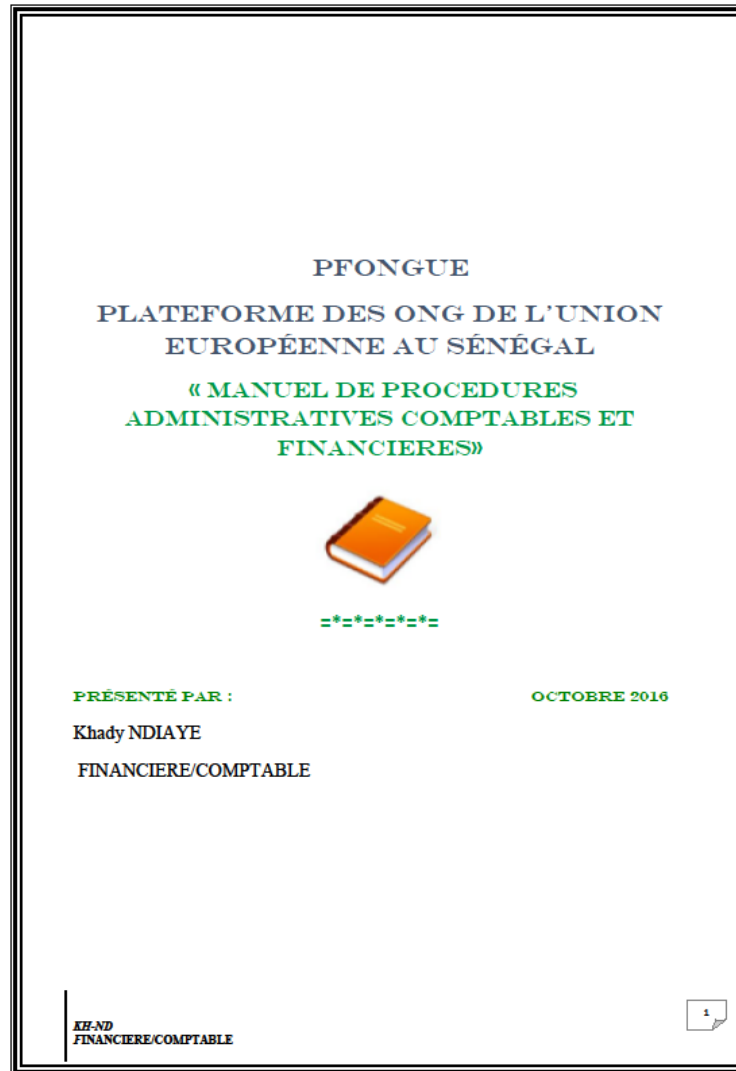 PFONGUE
PLATEFORME DES ONG DE L'UNION
EUROPÉENNE AU SÉNÉGAL
« MANUEL DE PROCEDURES
ADMINISTRATIVES COMPTABLES ET
FINANCIERES»
=*=*=*=*=*=
PRÉSENTÉ PAR : OCTOBRE 2016
Khady NDIAYE
FINANCIERE/COMPTABLE
KH-ND
FINANCIERE/COMPTABLE
1